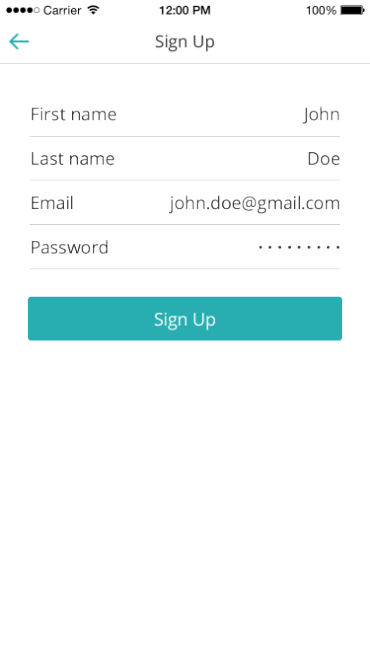 Carrier 12:00 PM 100%
Sign Up
First name John
Last name Doe
Email john.doe@gmail.com
Password • • • • • • • • •
Sign Up